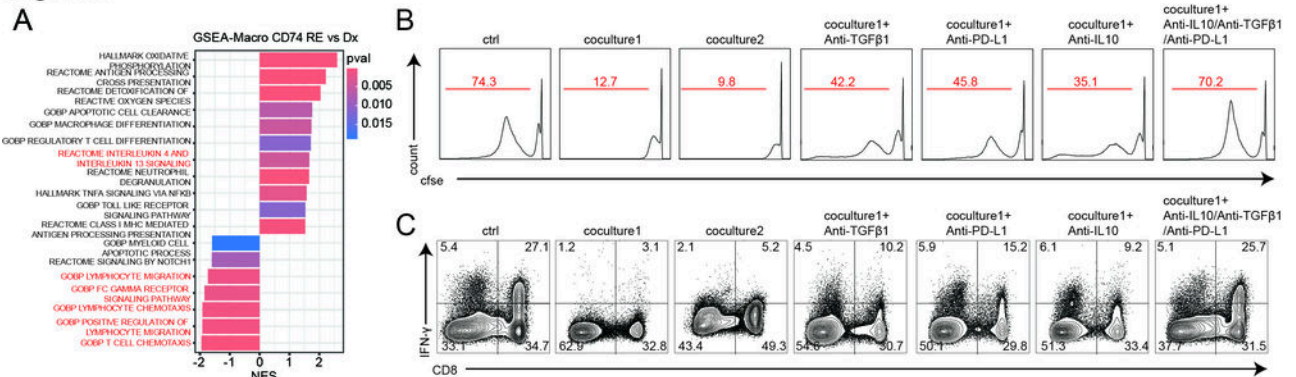 A
GSEA-Macro CD74 RE vs Dx
HALLMARK OXIDATIVE
PHOSPHORYLATION
REACTOME ANTIGEN PROCESSING
CROSS PRESENTATION
REACTOME DETOXIFICATION OF
REACTIVE OXYGEN SPECIES
GOBP APOPTOTIC CELL CLEARANCE
GOBP MACROPHAGE DIFFERENTIATION
GOBP REGULATORY T CELL DIFFERENTIATION
REACTOME INTERLEUKIN 4 AND
INTERLEUKIN 13 SIGNALING
REACTOME NEUTROPHIL
DEGRANULATION
HALLMARK TNFA SIGNALING VIA NFKB
GOBP TOLL LIKE RECEPTOR
SIGNALING PATHWAY
REACTOME CLASS I MHC MEDIATED
ANTIGEN PROCESSING PRESENTATION
GOBP MYELOID CELL
APOPTOTIC PROCESS
REACTOME SIGNALING BY NOTCH1
GOBP LYMPHOCYTE MIGRATION
GOBP FC GAMMA RECEPTOR
SIGNALING PATHWAY
GOBP LYMPHOCYTE CHEMOTAXIS
GOBP POSITIVE REGULATION OF
LYMPHOCYTE MIGRATION
GOBP T CELL CHEMOTAXIS
-2 -1 0 1 2
NES
pval
0.005
0.010
0.015
B
ctrl
coculture1
coculture2
coculture1+
Anti-TGFβ1
coculture1+
Anti-PD-L1
coculture1+
Anti-IL10
coculture1+
Anti-IL10/Anti-TGFβ1
/Anti-PD-L1
74.3 12.7 9.8 42.2 45.8 35.1 70.2
count
cfse
C
ctrl
coculture1
coculture2
coculture1+
Anti-TGFβ1
coculture1+
Anti-PD-L1
coculture1+
Anti-IL10
coculture1+
Anti-IL10/Anti-TGFβ1
/Anti-PD-L1
5.4 27.1 1.2 3.1 2.1 5.2 4.5 10.2 5.9 15.2 6.1 9.2 5.1 25.7
33.1 34.7 62.9 32.8 43.4 49.3 54.6 30.7 50.1 29.8 51.3 33.4 37.7 31.5
IFN-γ
CD8